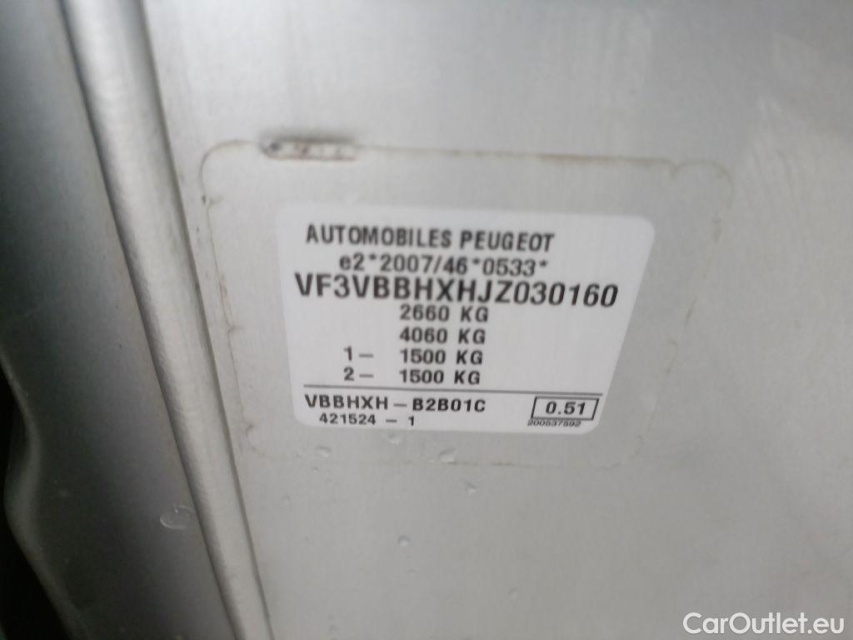 AUTOMOBILES PEUGEOT
e2*2007/46*0533*
VF3VBBHXHJZ030160
2660 KG
4060 KG
1- 1500 KG
2- 1500 KG
VBBHXH-B2B01C 0.51
421524-1 200537592
CarOutlet.eu